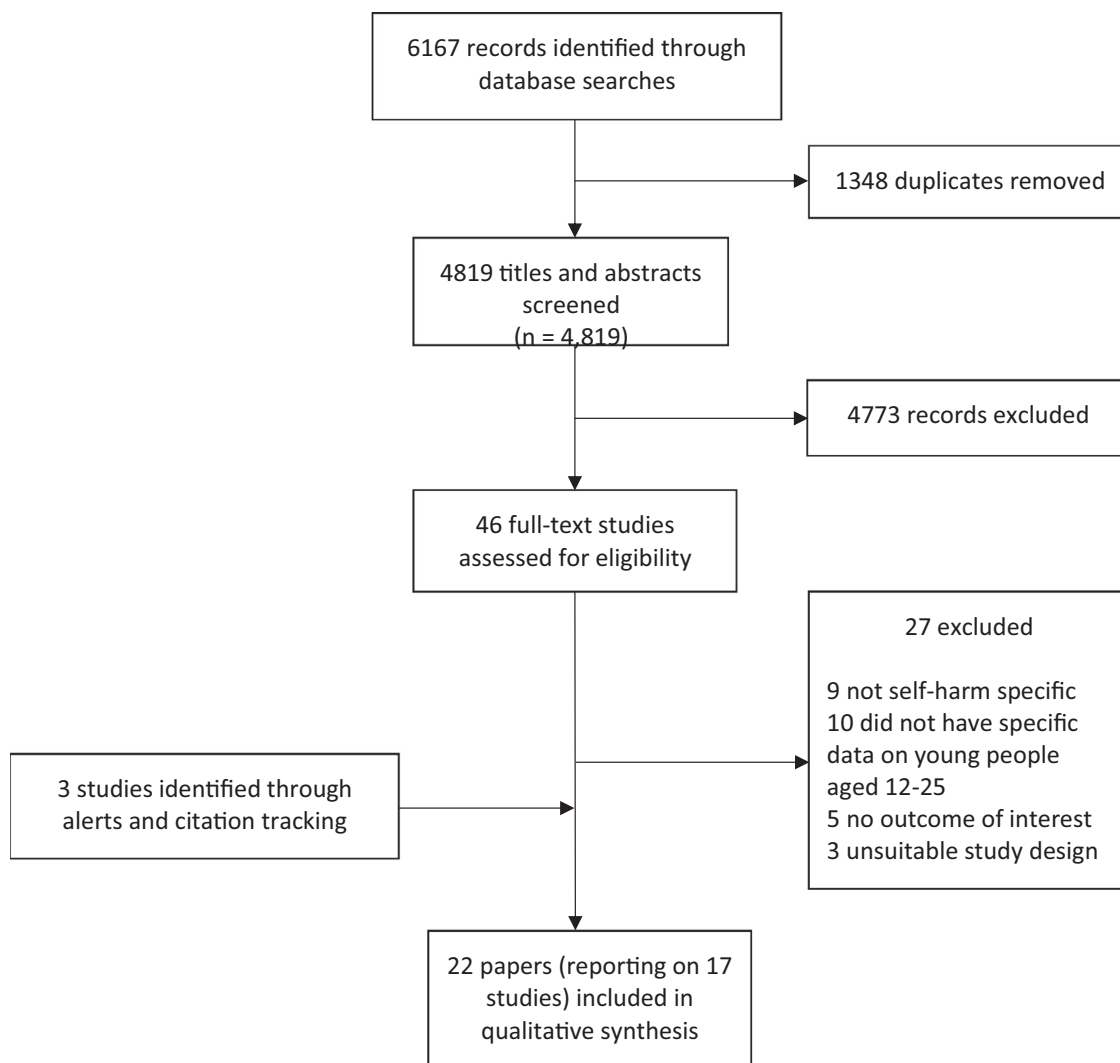 6167 records identified through
database searches
1348 duplicates removed
4819 titles and abstracts
screened
(n = 4,819)
4773 records excluded
46 full-text studies
assessed for eligibility
27 excluded
9 not self-harm specific
10 did not have specific
data on young people
aged 12-25
5 no outcome of interest
3 unsuitable study design
3 studies identified through
alerts and citation tracking
22 papers (reporting on 17
studies) included in
qualitative synthesis